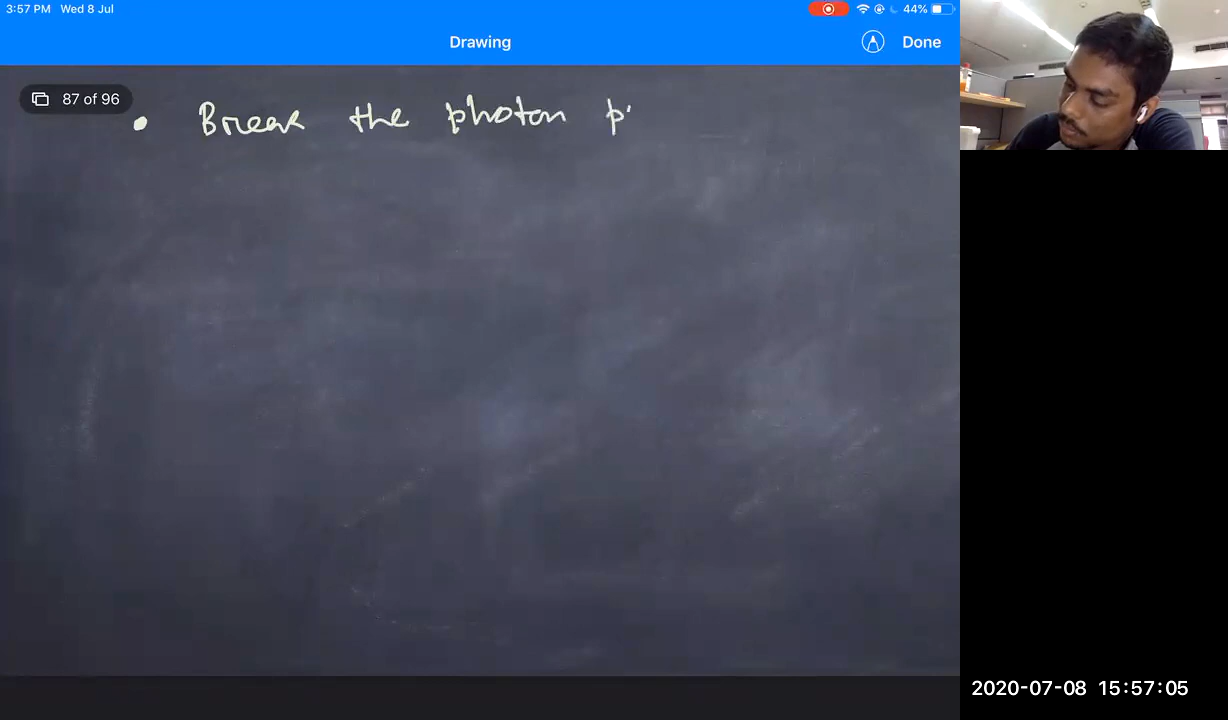 3:57 PM Wed 8 Jul
44%
Drawing
Done
87 of 96
• Break the photon p
2020-07-08 15:57:05